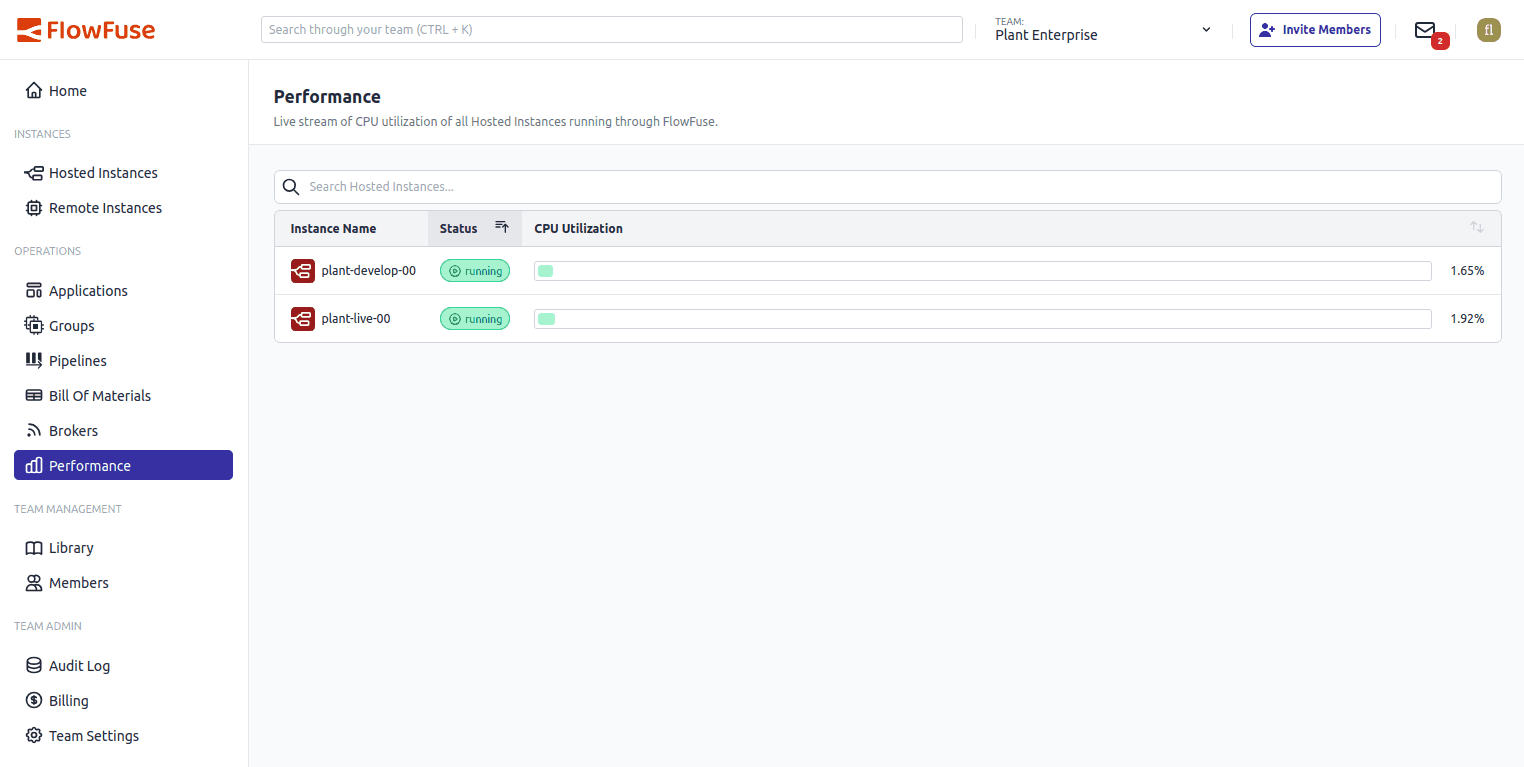 FlowFuse
Search through your team (CTRL + K)
TEAM:
Plant Enterprise
Invite Members
2
fl
Home
INSTANCES
Hosted Instances
Remote Instances
OPERATIONS
Applications
Groups
Pipelines
Bill Of Materials
Brokers
Performance
TEAM MANAGEMENT
Library
Members
TEAM ADMIN
Audit Log
Billing
Team Settings
Performance
Live stream of CPU utilization of all Hosted Instances running through FlowFuse.
Search Hosted Instances...
Instance Name Status CPU Utilization
plant-develop-00 running 1.65%
plant-live-00 running 1.92%